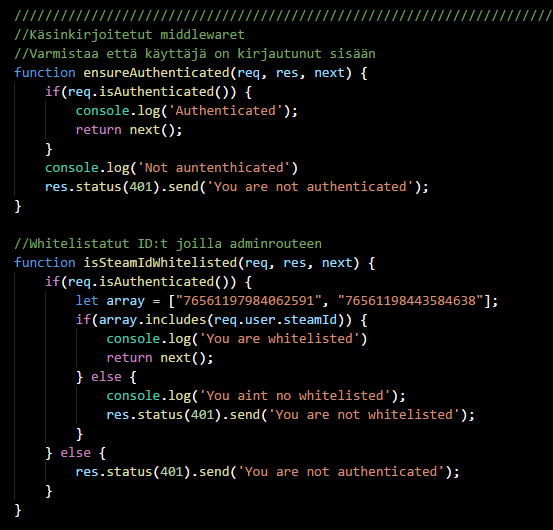 ////////////////////////////////////////////////////////////////////////
//Käsinkirjoitetut middlewaret
//Varmistaa että käyttäjä on kirjautunut sisään
function ensureAuthenticated(req, res, next) {
    if(req.isAuthenticated()) {
        console.log('Authenticated');
        return next();
    }
    console.log('Not auntenthicated')
    res.status(401).send('You are not authenticated');
}

//Whitelistatut ID:t joilla adminrouteen
function isSteamIdWhitelisted(req, res, next) {
    if(req.isAuthenticated()) {
        let array = ["76561197984062591", "76561198443584638"];
        if(array.includes(req.user.steamId)) {
            console.log('You are whitelisted')
            return next();
        } else {
            console.log('You aint no whitelisted');
            res.status(401).send('You are not whitelisted');
        }
    } else {
        res.status(401).send('You are not authenticated');
    }
}